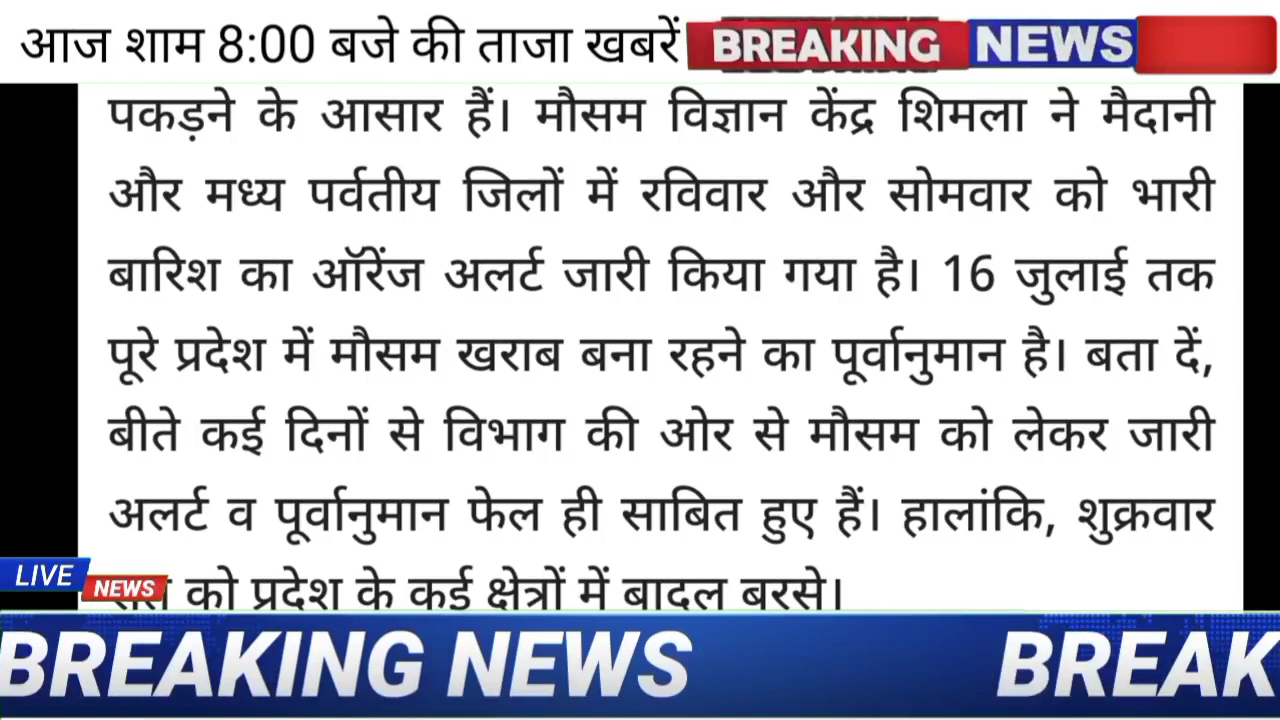 आज शाम 8:00 बजे की ताजा खबरें BREAKING NEWS
पकड़ने के आसार हैं। मौसम विज्ञान केंद्र शिमला ने मैदानी
और मध्य पर्वतीय जिलों में रविवार और सोमवार को भारी
बारिश का ऑरेंज अलर्ट जारी किया गया है। 16 जुलाई तक
पूरे प्रदेश में मौसम खराब बना रहने का पूर्वानुमान है। बता दें,
बीते कई दिनों से विभाग की ओर से मौसम को लेकर जारी
अलर्ट व पूर्वानुमान फेल ही साबित हुए हैं। हालांकि, शुक्रवार
को प्रदेश के कई क्षेत्रों में बादल बरसे।
LIVE NEWS
BREAKING NEWS BREAK